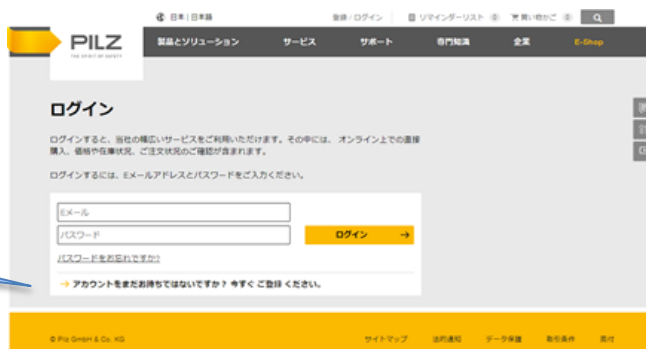 日本 | 日本語
登録 / ログイン
リマインダーリスト
買い物かご
PILZ
THE SPIRIT OF SAFETY
製品とソリューション サービス サポート 専門知識 企業 E-Shop
ログイン
ログインすると、当社の幅広いサービスをご利用いただけます。その中には、 オンライン上での直接
購入、価格や在庫状況、ご注文状況のご確認が含まれます。
ログインするには、Eメールアドレスとパスワードをご入力ください。
Eメール
パスワード
ログイン →
パスワードをお忘れですか?
→ アカウントをまだお持ちではないですか? 今すぐ ご登録 ください。
© Pilz GmbH & Co. KG
サイトマップ 法的通知 データ保護 取引条件 奥付